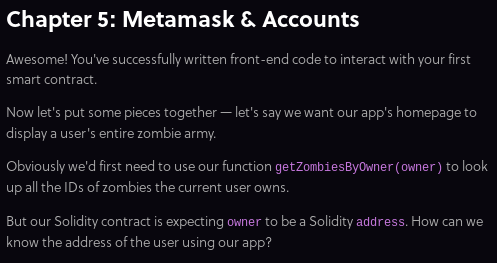 Chapter 5: Metamask & Accounts
Awesome! You've successfully written front-end code to interact with your first
smart contract.
Now let's put some pieces together — let's say we want our app's homepage to
display a user's entire zombie army.
Obviously we'd first need to use our function getZombiesByOwner(owner) to look
up all the IDs of zombies the current user owns.
But our Solidity contract is expecting owner to be a Solidity address. How can we
know the address of the user using our app?